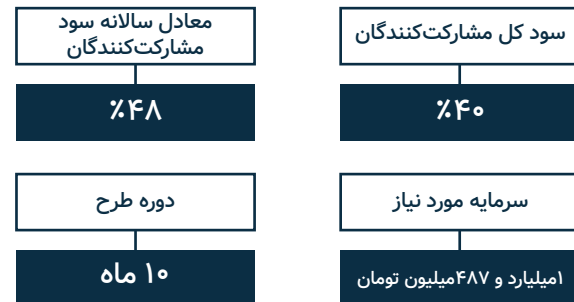 سود کل مشارکت‌کنندگان
۴۰٪
معادل سالانه سود
مشارکت‌کنندگان
۴۸٪
سرمایه مورد نیاز
۱میلیارد و ۴۸۷میلیون تومان
دوره طرح
۱۰ ماه